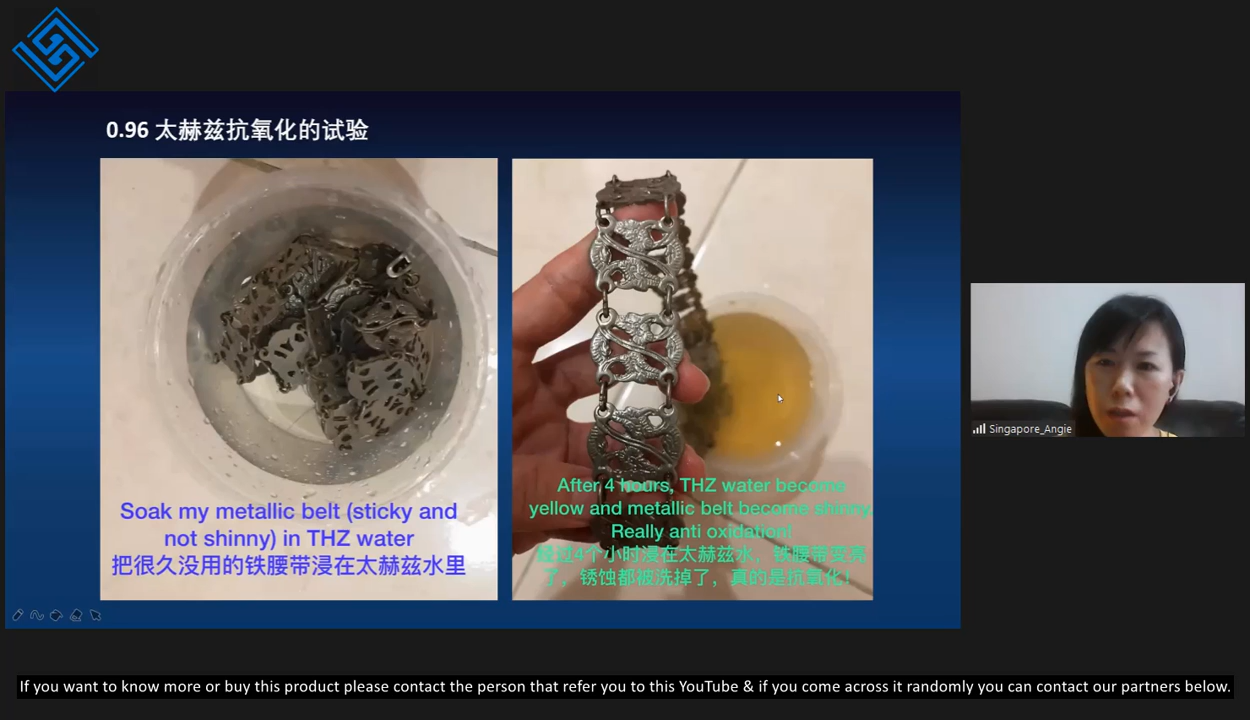 0.96 太赫兹抗氧化的试验
Soak my metallic belt (sticky and
not shinny) in THZ water
把很久没用的铁腰带浸在太赫兹水里
After 4 hours, THZ water become
yellow and metallic belt become shinny.
Really anti oxidation!
经过4个小时浸在太赫兹水，铁腰带变亮
了，锈蚀都被洗掉了，真的是抗氧化！
Singapore_Angie
If you want to know more or buy this product please contact the person that refer you to this YouTube & if you come across it randomly you can contact our partners below.